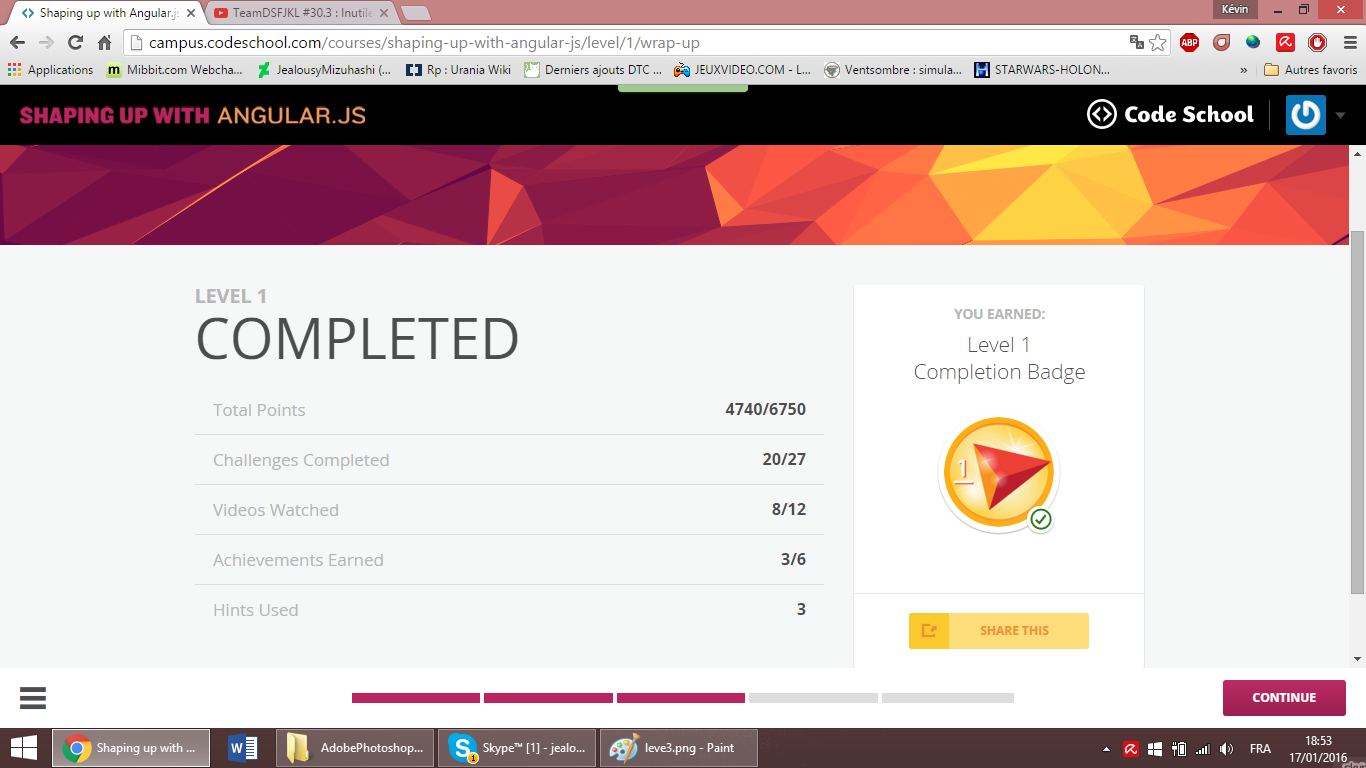 Shaping up with Angular.js
TeamDSFJKL #30.3 : Inutile
Kévin
campus.codeschool.com/courses/shaping-up-with-angular-js/level/1/wrap-up
ABP
Applications
m Mibbit.com Webcha...
JealousyMizuhashi (...
Rp : Urania Wiki
Derniers ajouts DTC ...
JEUXVIDEO.COM - L...
Ventsombre : simula...
STARWARS-HOLON...
»
Autres favoris
SHAPING UP WITH ANGULAR.JS
Code School
LEVEL 1
COMPLETED
Total Points 4740/6750
Challenges Completed 20/27
Videos Watched 8/12
Achievements Earned 3/6
Hints Used 3
YOU EARNED:
Level 1
Completion Badge
1
SHARE THIS
CONTINUE
Shaping up with ...
AdobePhotoshop...
Skype™ [1] - jealo...
leve3.png - Paint
FRA
18:53
17/01/2016